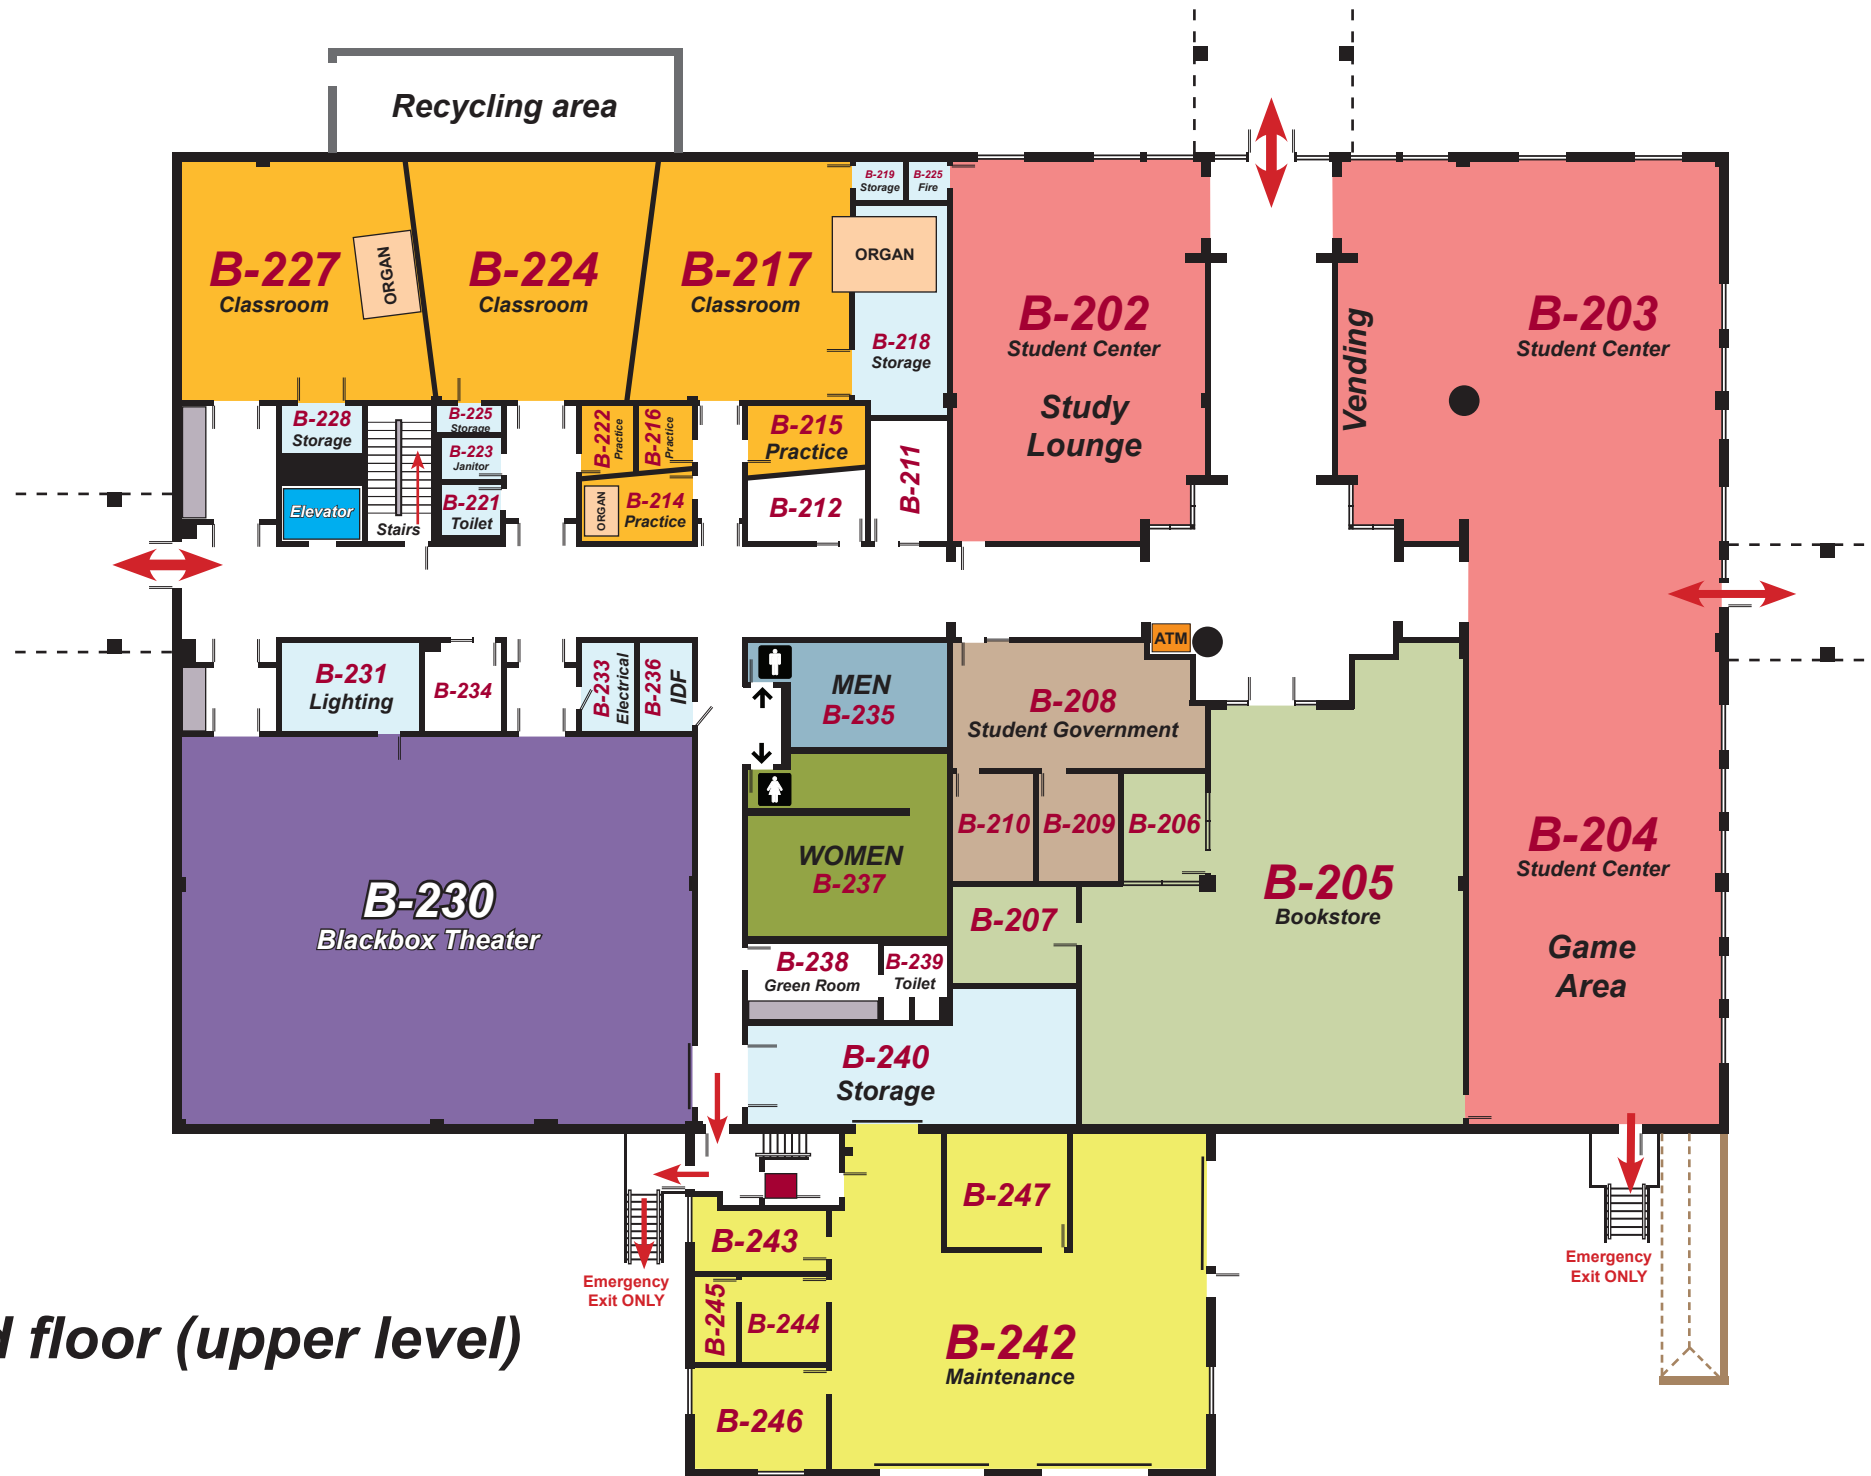 Recycling area
B-227
Classroom
ORGAN
B-224
Classroom
B-217
Classroom
B-219
Storage
B-225
Fire
ORGAN
B-218
Storage
B-202
Student Center
Study
Lounge
Vending
B-203
Student Center
B-228
Storage
Elevator
Stairs
B-225
Storage
B-223
Janitor
B-221
Toilet
B-222
Practice
B-216
Practice
ORGAN
B-214
Practice
B-215
Practice
B-212
B-211
B-231
Lighting
B-234
B-233
Electrical
B-236
IDF
MEN
B-235
WOMEN
B-237
B-208
Student Government
ATM
B-210
B-209
B-206
B-205
Bookstore
B-207
B-204
Student Center
Game
Area
B-230
Blackbox Theater
B-238
Green Room
B-239
Toilet
B-240
Storage
B-247
B-243
B-245
B-244
B-246
B-242
Maintenance
Emergency
Exit ONLY
Emergency
Exit ONLY
floor (upper level)